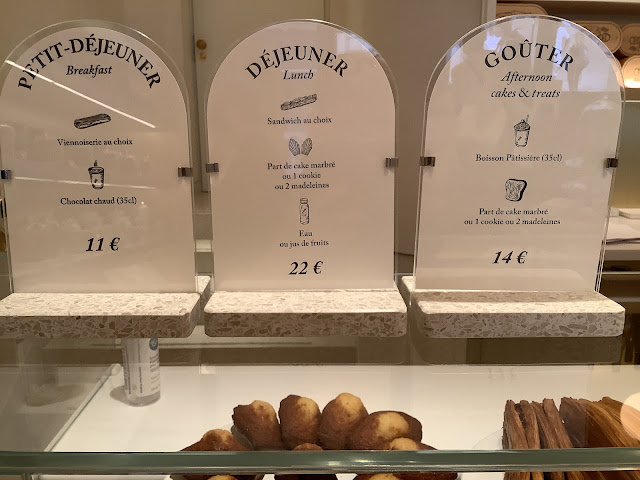 PETIT-DÉJEUNER
Breakfast
Viennoiserie au choix
Chocolat chaud (35cl)
11 €
DÉJEUNER
Lunch
Sandwich au choix
Part de cake marbré
ou 1 cookie
ou 2 madeleines
Eau
ou jus de fruits
22 €
GOÛTER
Afternoon
cakes & treats
Boisson Pâtissière (35cl)
Part de cake marbré
ou 1 cookie ou 2 madeleines
14 €